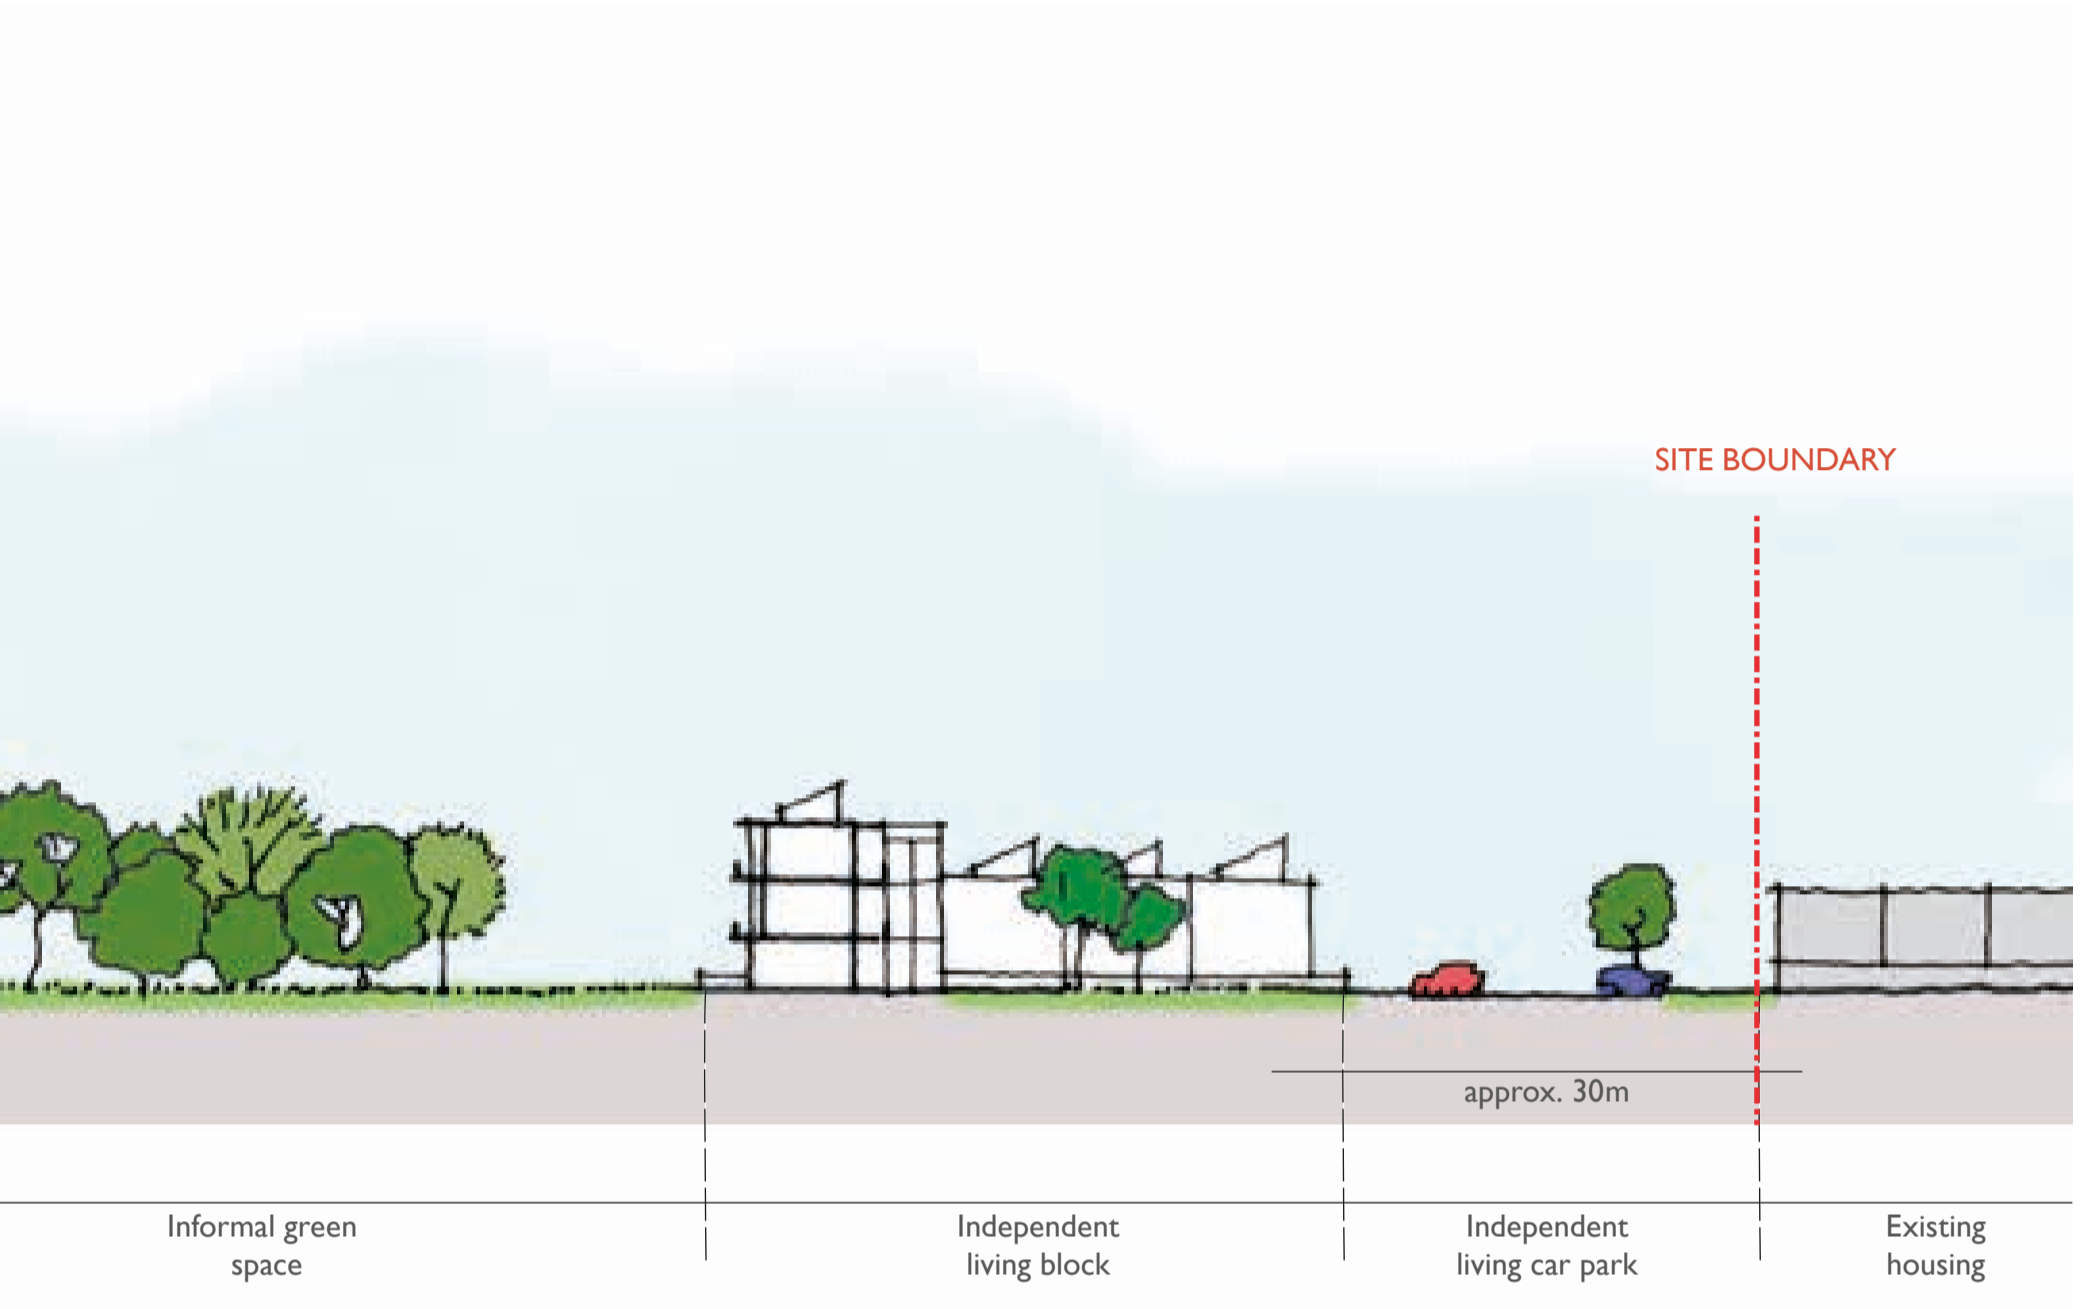 SITE BOUNDARY
approx. 30m
Informal green
space
Independent
living block
Independent
living car park
Existing
housing